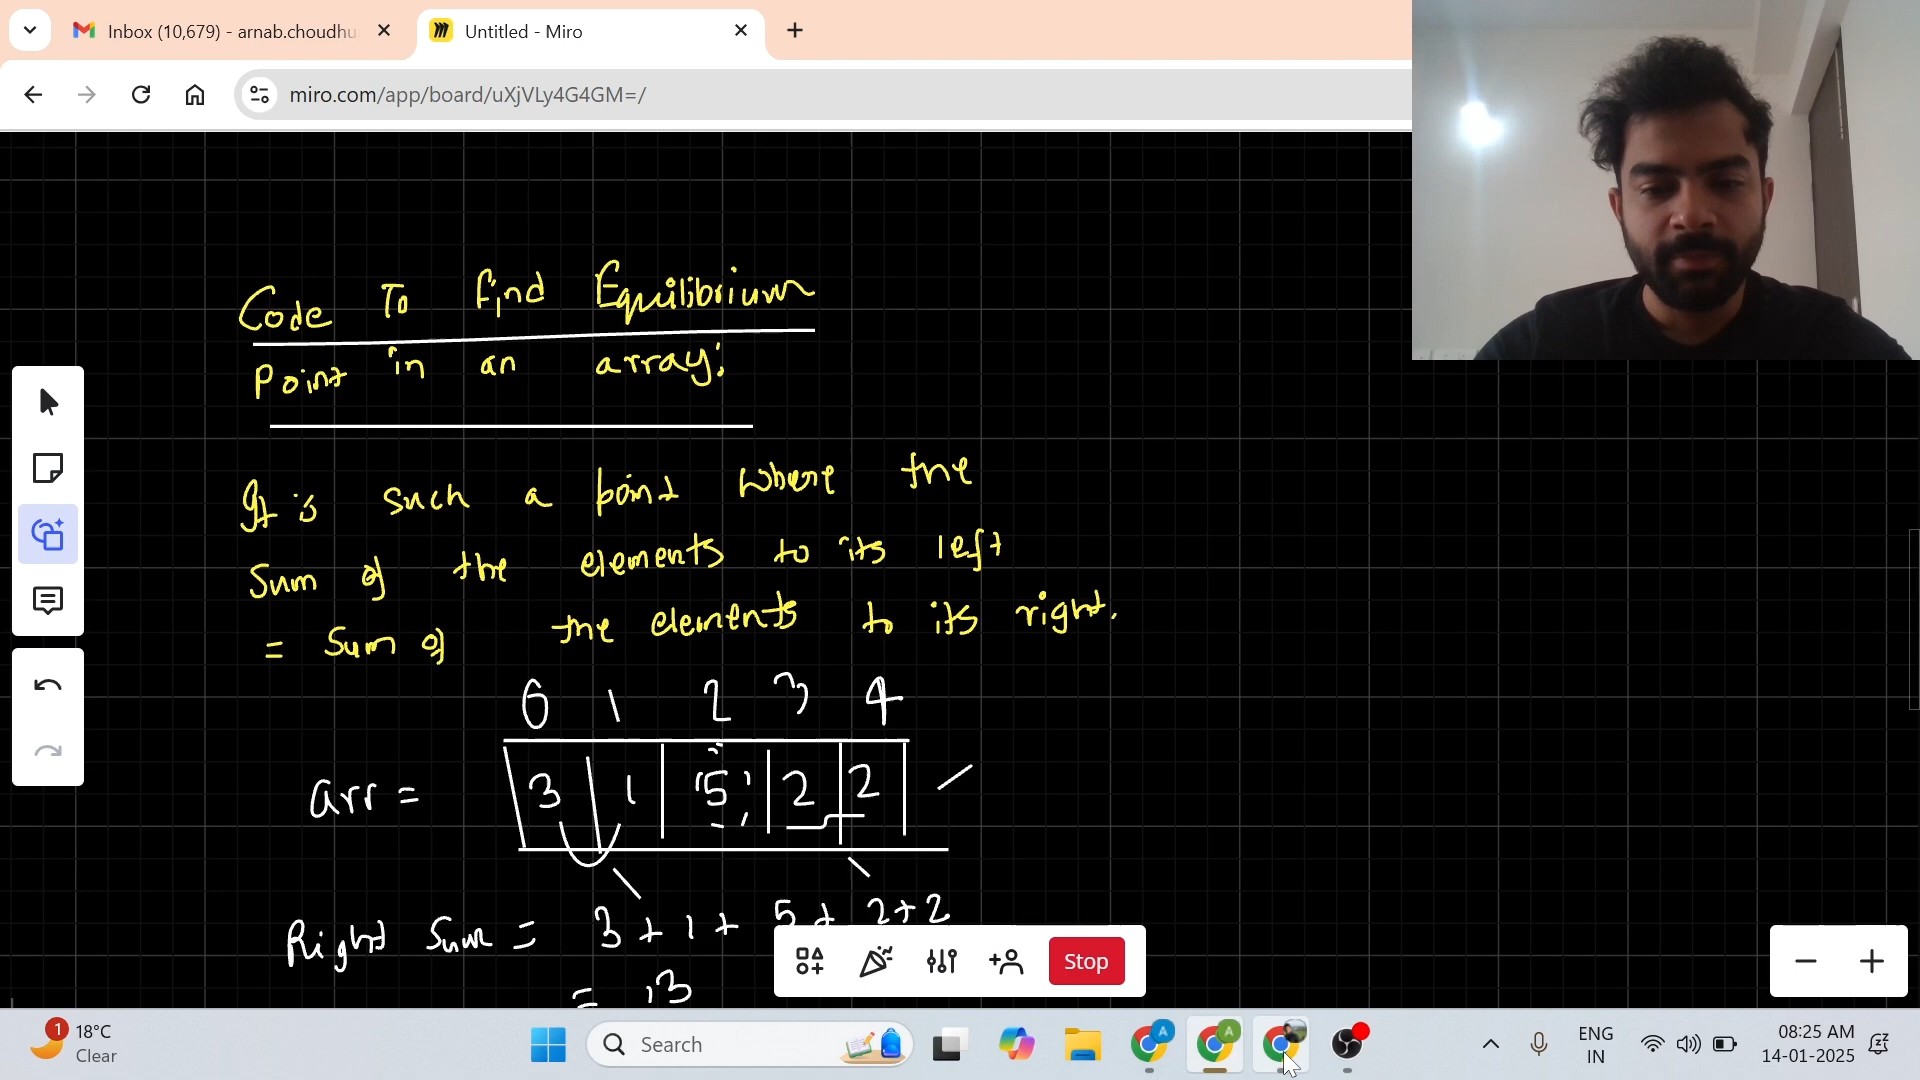 Inbox (10,679) - arnab.choudhu
Untitled - Miro
miro.com/app/board/uXjVLy4G4GM=/
Code To Find Equilibrium
Point in an array:
It is such a point where the
Sum of the elements to its left
= Sum of the elements to its right.
0 1 2 3 4
arr = 3 1 5 2 2
Right Sum = 3 + 1 + 5 + 2 + 2
= 13
Stop
1
18°C
Clear
Search
A
A
ENG
IN
08:25 AM
14-01-2025